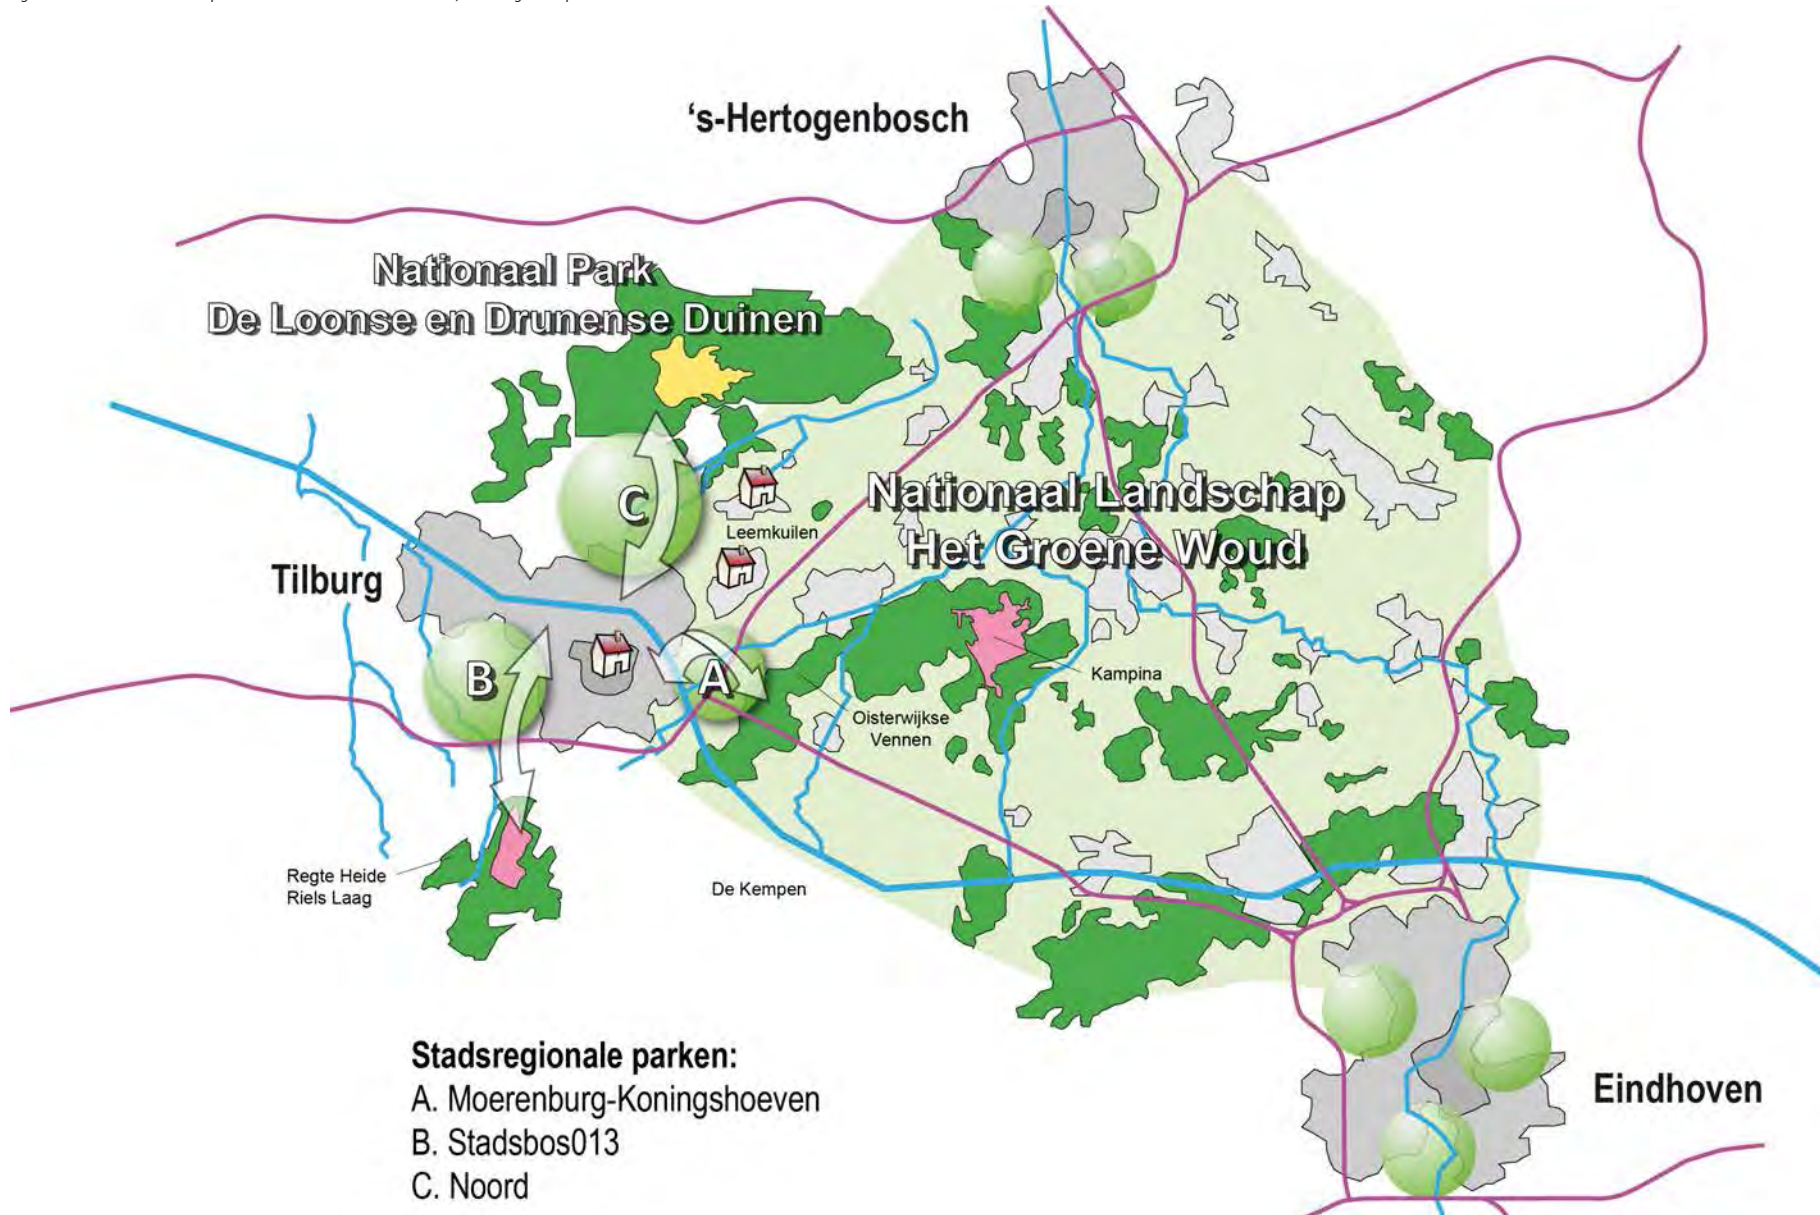 ‘s-Hertogenbosch
Nationaal Park
De Loonse en Drunense Duinen
C
Leemkuilen
Nationaal Landschap
Het Groene Woud
Tilburg
B
A
Kampina
Oisterwijkse
Vennen
Regte Heide
Riels Laag
De Kempen
Stadsregionale parken:
A. Moerenburg-Koningshoeven
B. Stadsbos013
C. Noord
Eindhoven